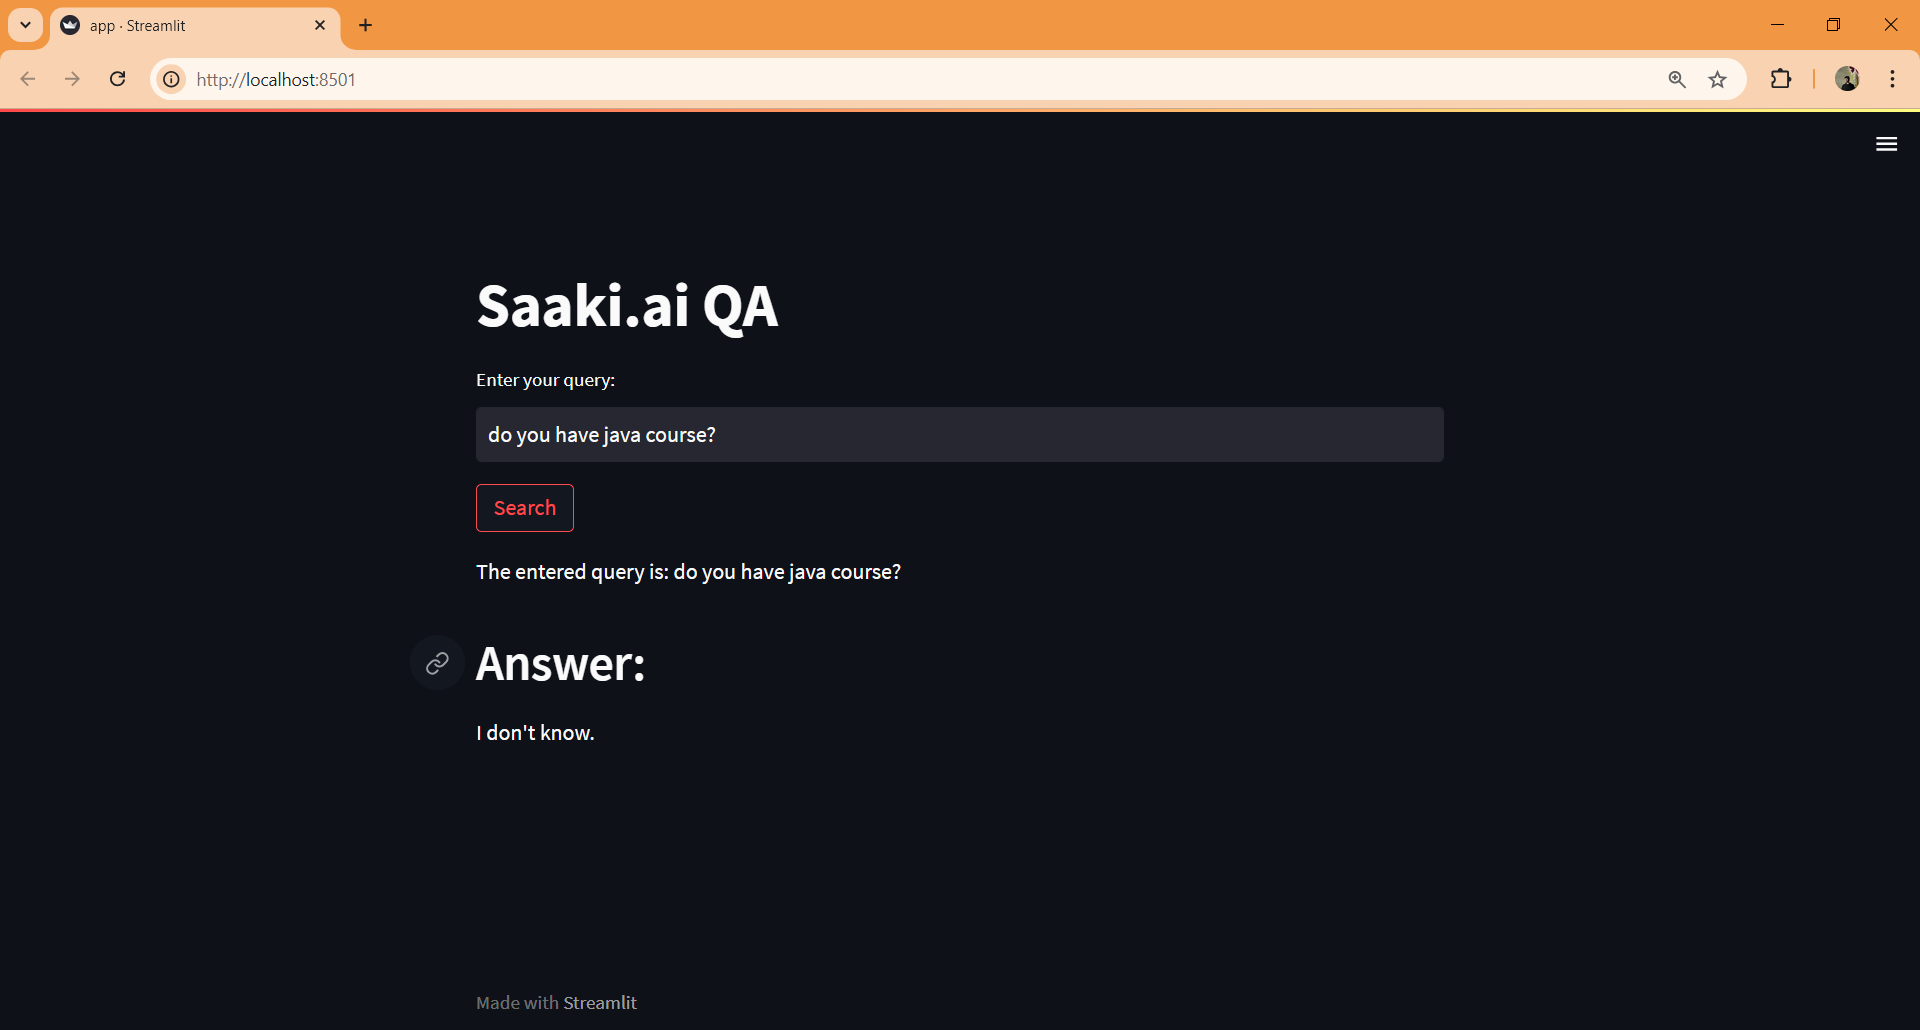 app · Streamlit
http://localhost:8501
Saaki.ai QA
Enter your query:
do you have java course?
Search
The entered query is: do you have java course?
Answer:
I don't know.
Made with Streamlit